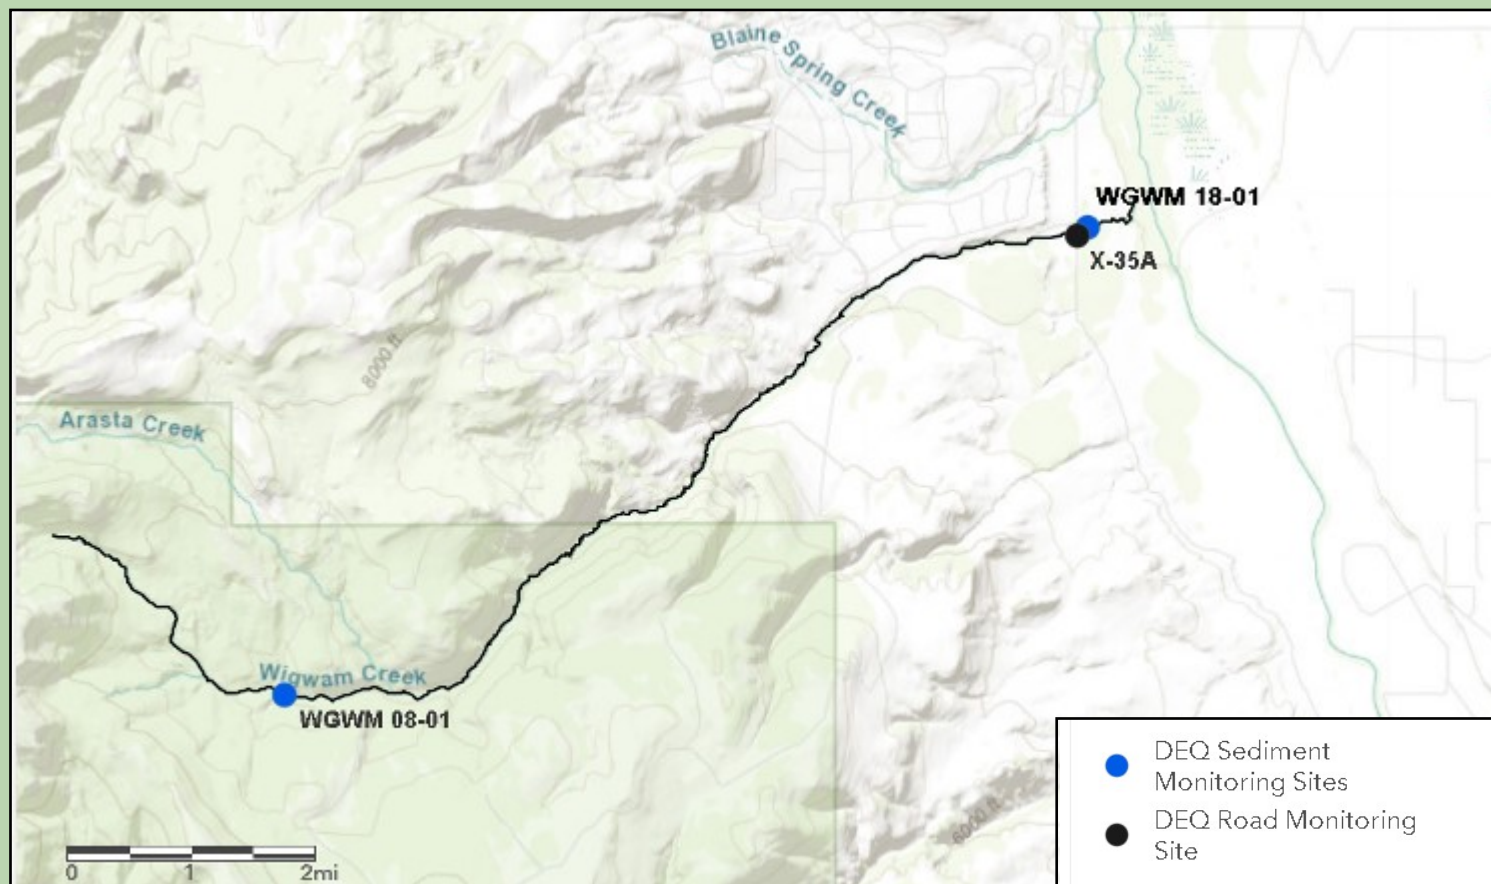 Blaine Spring Creek
WGWM 18-01
X-35A
8000 ft
Arasta Creek
Wigwam Creek
WGWM 08-01
DEQ Sediment
Monitoring Sites
DEQ Road Monitoring
Site
6000 ft
0 1 2mi